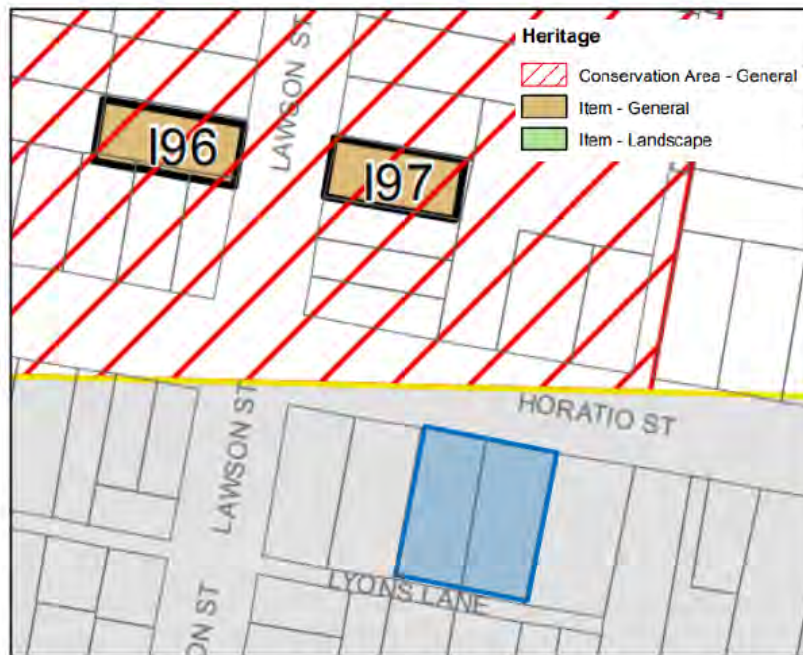 Heritage
Conservation Area - General
Item - General
Item - Landscape
LAWSON ST
I96
I97
HORATIO ST
LAWSON ST
LYONS LANE
ON ST